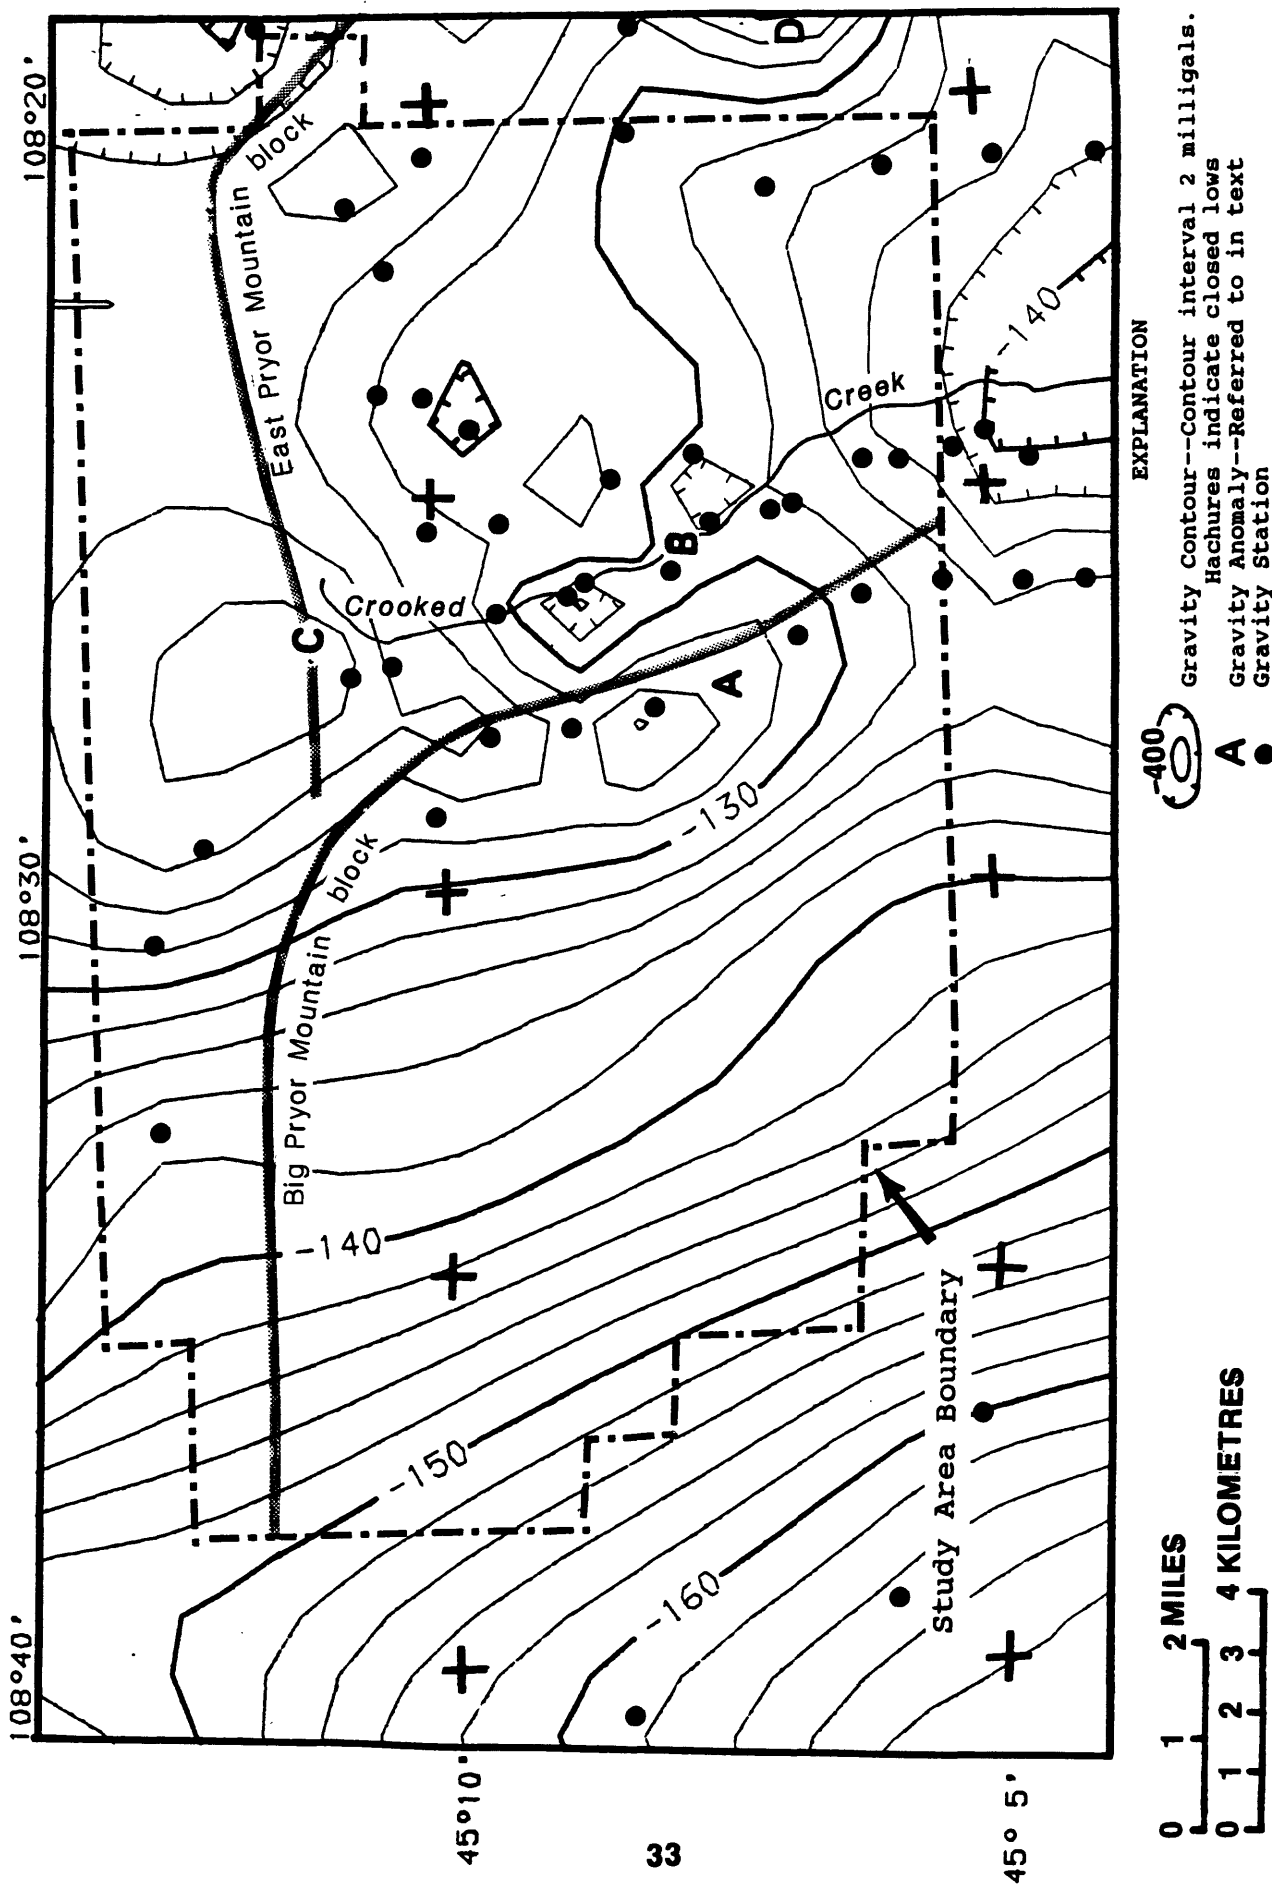 108°40'
108°30'
108°20'
45°10'
45° 5'
East Pryor Mountain block
Big Pryor Mountain block
Crooked
Creek
C
A
B
D
-130
-140
-140
-150
-160
Study Area Boundary
0 1 2 MILES
0 1 2 3 4 KILOMETRES
EXPLANATION
-400
Gravity Contour--Contour interval 2 milligals.
Hachures indicate closed lows
A
Gravity Anomaly--Referred to in text
Gravity Station
33